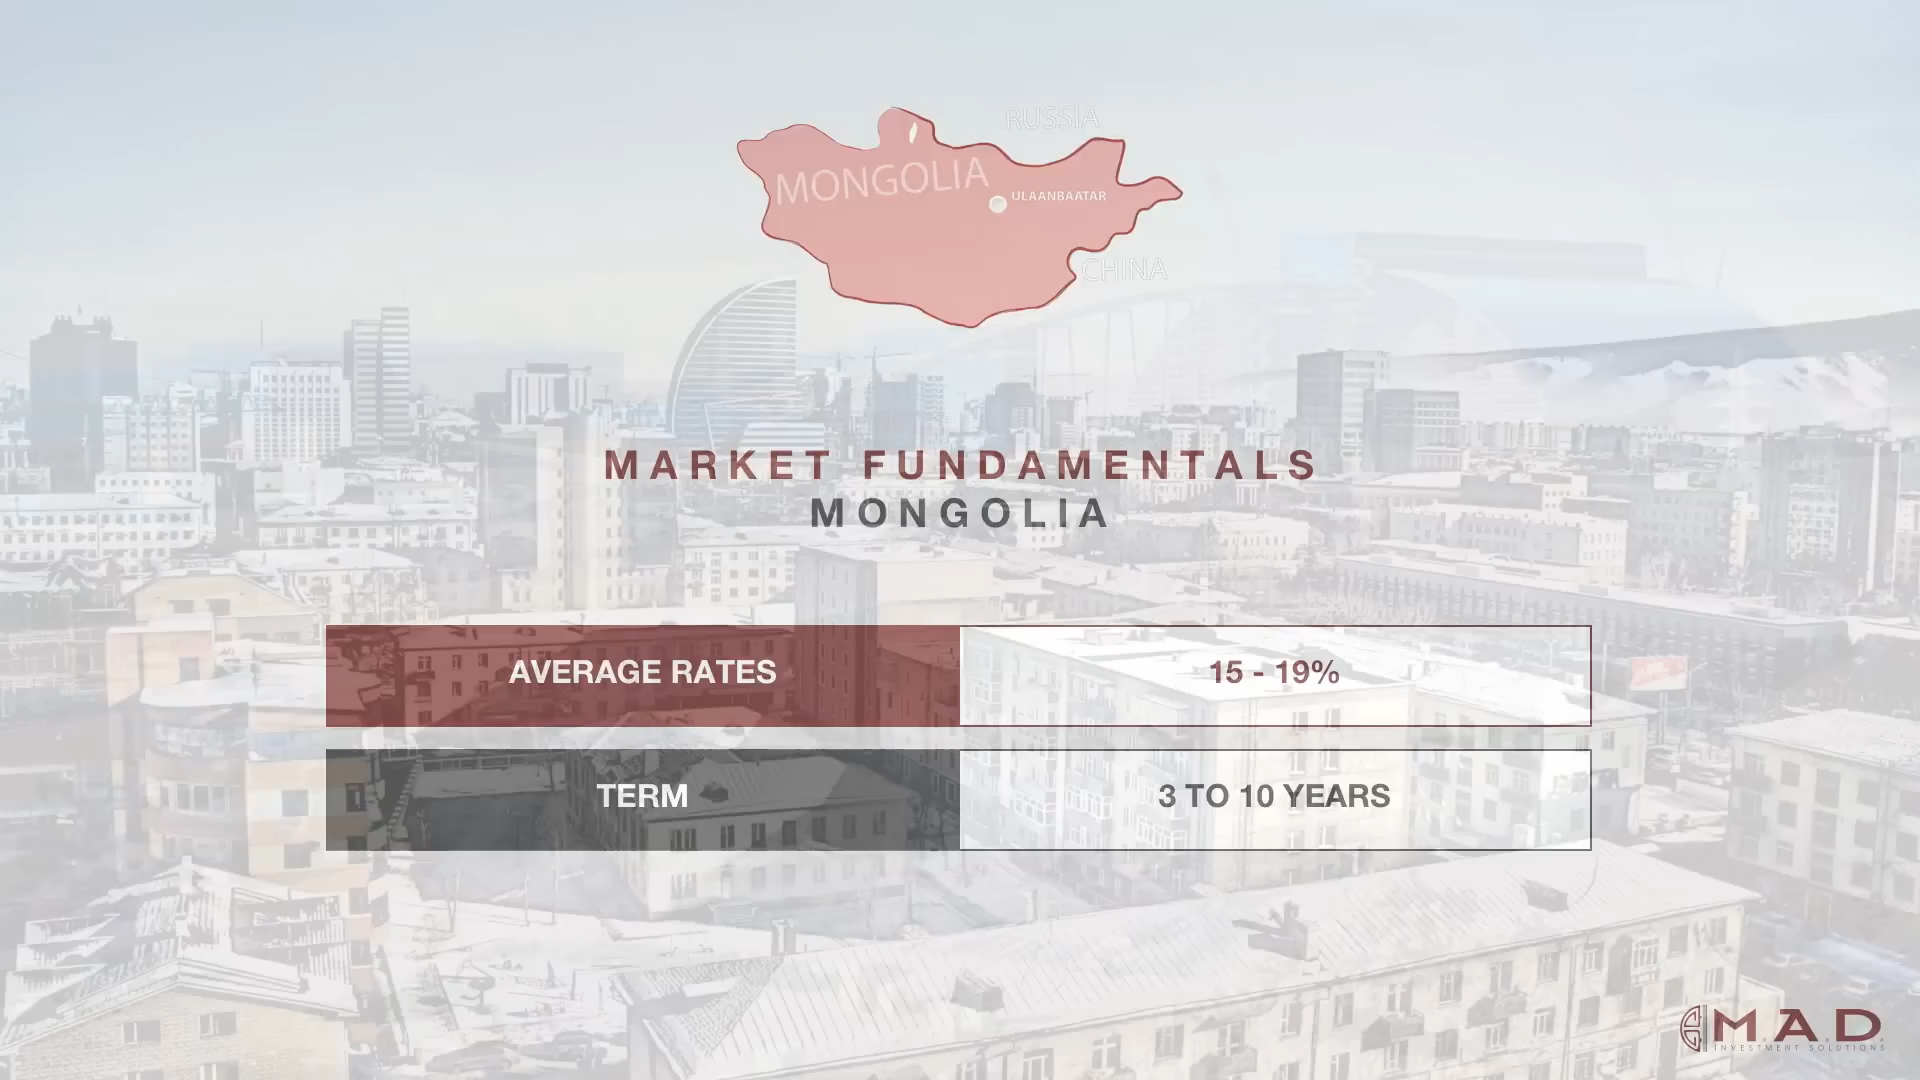 RUSSIA
MONGOLIA
ULAANBAATAR
CHINA
MARKET FUNDAMENTALS
MONGOLIA
AVERAGE RATES
15 - 19%
TERM
3 TO 10 YEARS
M.A.D.
INVESTMENT SOLUTIONS